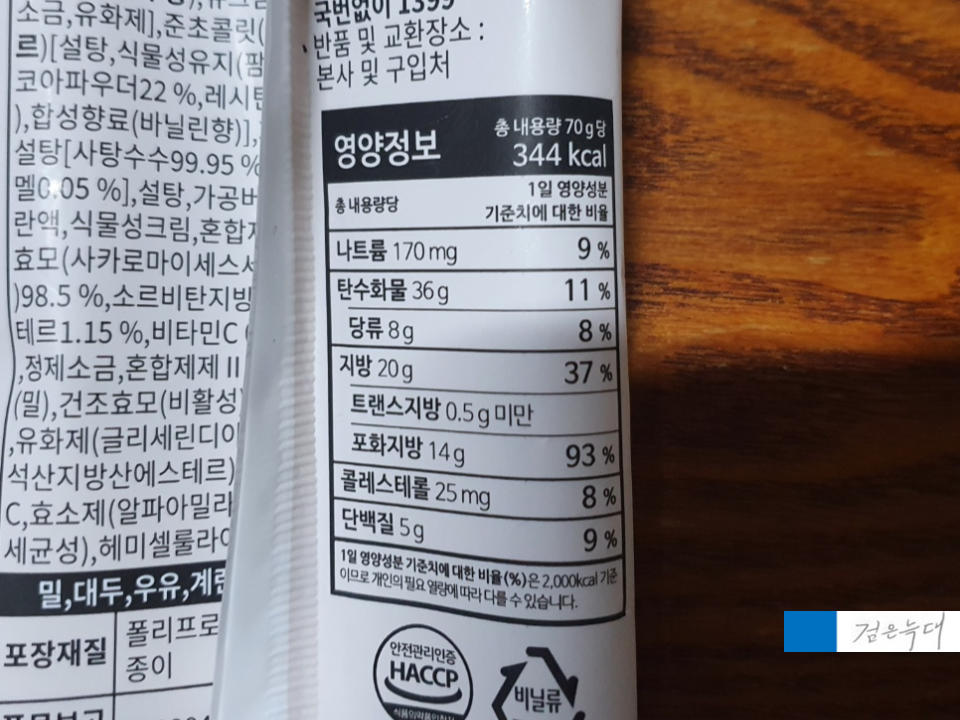 소금,유화제],준초콜릿(
르)[설탕,식물성유지(팜
코아파우더22 %,레시틴
),합성향료(바닐린향)],
설탕[사탕수수99.95 %
멜0.05 %],설탕,가공버
란액,식물성크림,혼합
효모(사카로마이세스세
)98.5 %,소르비탄지방
테르1.15 %,비타민C
,정제소금,혼합제제 II
(밀),건조효모(비활성)
,유화제(글리세린디아
석산지방산에스테르)
C,효소제(알파아밀라
세균성),헤미셀룰라
밀,대두,우유,계란
포장재질
폴리프로
종이
국번없이 1399
반품 및 교환장소 :
본사 및 구입처
영양정보
총 내용량 70 g당
344 kcal
총 내용량당
1일 영양성분
기준치에 대한 비율
나트륨 170 mg 9 %
탄수화물 36 g 11 %
당류 8 g 8 %
지방 20 g 37 %
트랜스지방 0.5 g 미만
포화지방 14 g 93 %
콜레스테롤 25 mg 8 %
단백질 5 g 9 %
1일 영양성분 기준치에 대한 비율(%)은 2,000kcal 기준
이므로 개인의 필요 열량에 따라 다를 수 있습니다.
안전관리인증
HACCP
비닐류
검은늑대